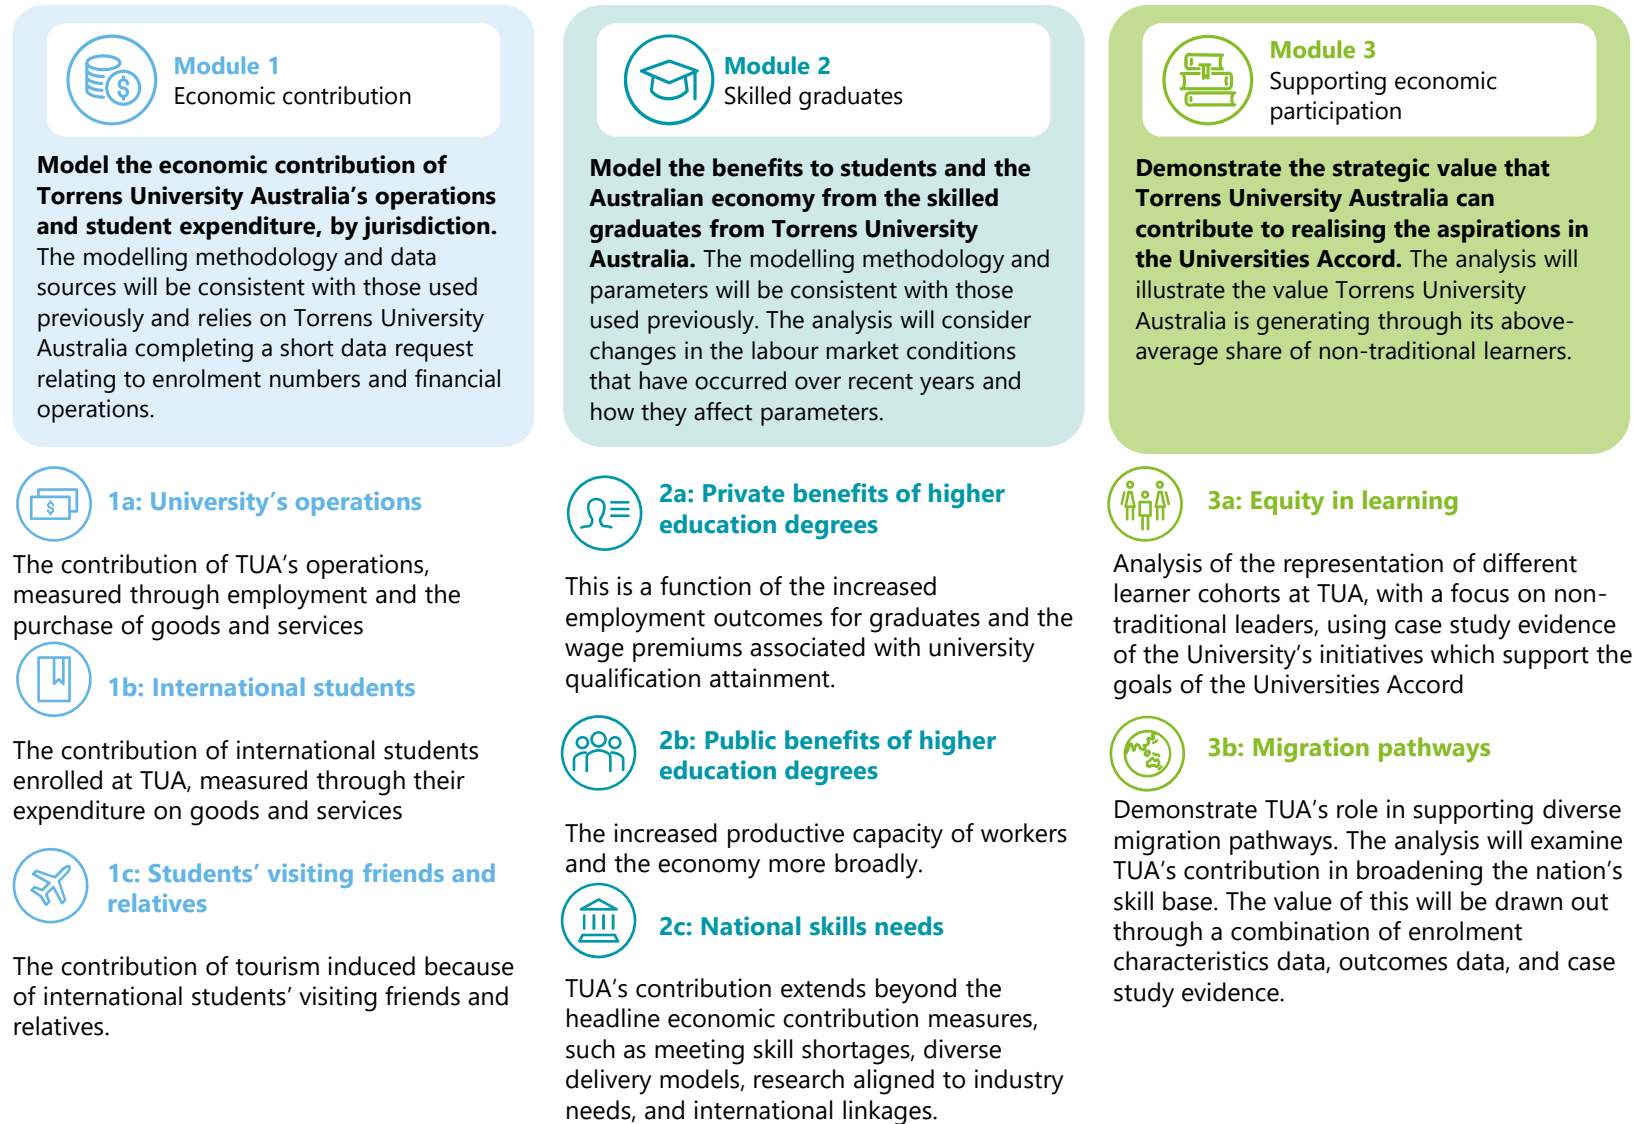 Module 1
Economic contribution
Model the economic contribution of
Torrens University Australia’s operations
and student expenditure, by jurisdiction.
The modelling methodology and data
sources will be consistent with those used
previously and relies on Torrens University
Australia completing a short data request
relating to enrolment numbers and financial
operations.
1a: University’s operations
The contribution of TUA’s operations,
measured through employment and the
purchase of goods and services
1b: International students
The contribution of international students
enrolled at TUA, measured through their
expenditure on goods and services
1c: Students’ visiting friends and
relatives
The contribution of tourism induced because
of international students’ visiting friends and
relatives.
Module 2
Skilled graduates
Model the benefits to students and the
Australian economy from the skilled
graduates from Torrens University
Australia. The modelling methodology and
parameters will be consistent with those
used previously. The analysis will consider
changes in the labour market conditions
that have occurred over recent years and
how they affect parameters.
2a: Private benefits of higher
education degrees
This is a function of the increased
employment outcomes for graduates and the
wage premiums associated with university
qualification attainment.
2b: Public benefits of higher
education degrees
The increased productive capacity of workers
and the economy more broadly.
2c: National skills needs
TUA’s contribution extends beyond the
headline economic contribution measures,
such as meeting skill shortages, diverse
delivery models, research aligned to industry
needs, and international linkages.
Module 3
Supporting economic
participation
Demonstrate the strategic value that
Torrens University Australia can
contribute to realising the aspirations in
the Universities Accord. The analysis will
illustrate the value Torrens University
Australia is generating through its above-
average share of non-traditional learners.
3a: Equity in learning
Analysis of the representation of different
learner cohorts at TUA, with a focus on non-
traditional leaders, using case study evidence
of the University’s initiatives which support the
goals of the Universities Accord
3b: Migration pathways
Demonstrate TUA’s role in supporting diverse
migration pathways. The analysis will examine
TUA’s contribution in broadening the nation’s
skill base. The value of this will be drawn out
through a combination of enrolment
characteristics data, outcomes data, and case
study evidence.